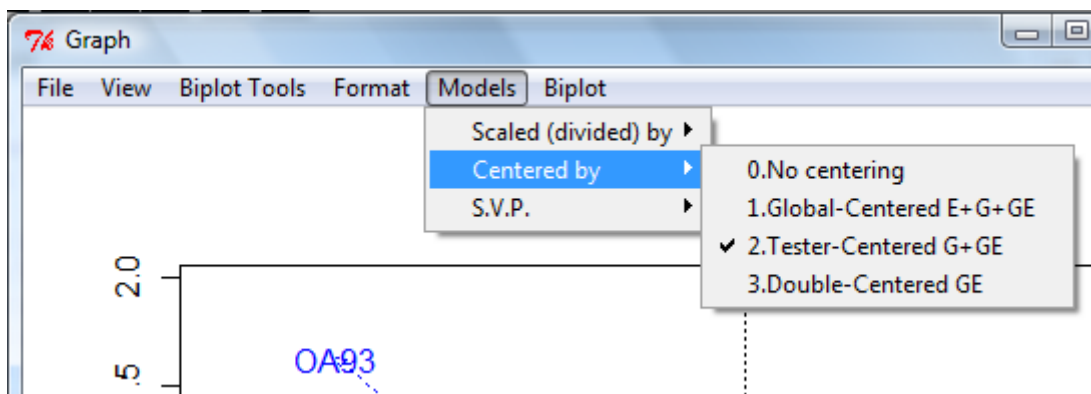 Graph
File View Biplot Tools Format Models Biplot
Scaled (divided) by
Centered by
S.V.P.
0.No centering
1.Global-Centered E+G+GE
2.Tester-Centered G+GE
3.Double-Centered GE
2.0
OA93
.5